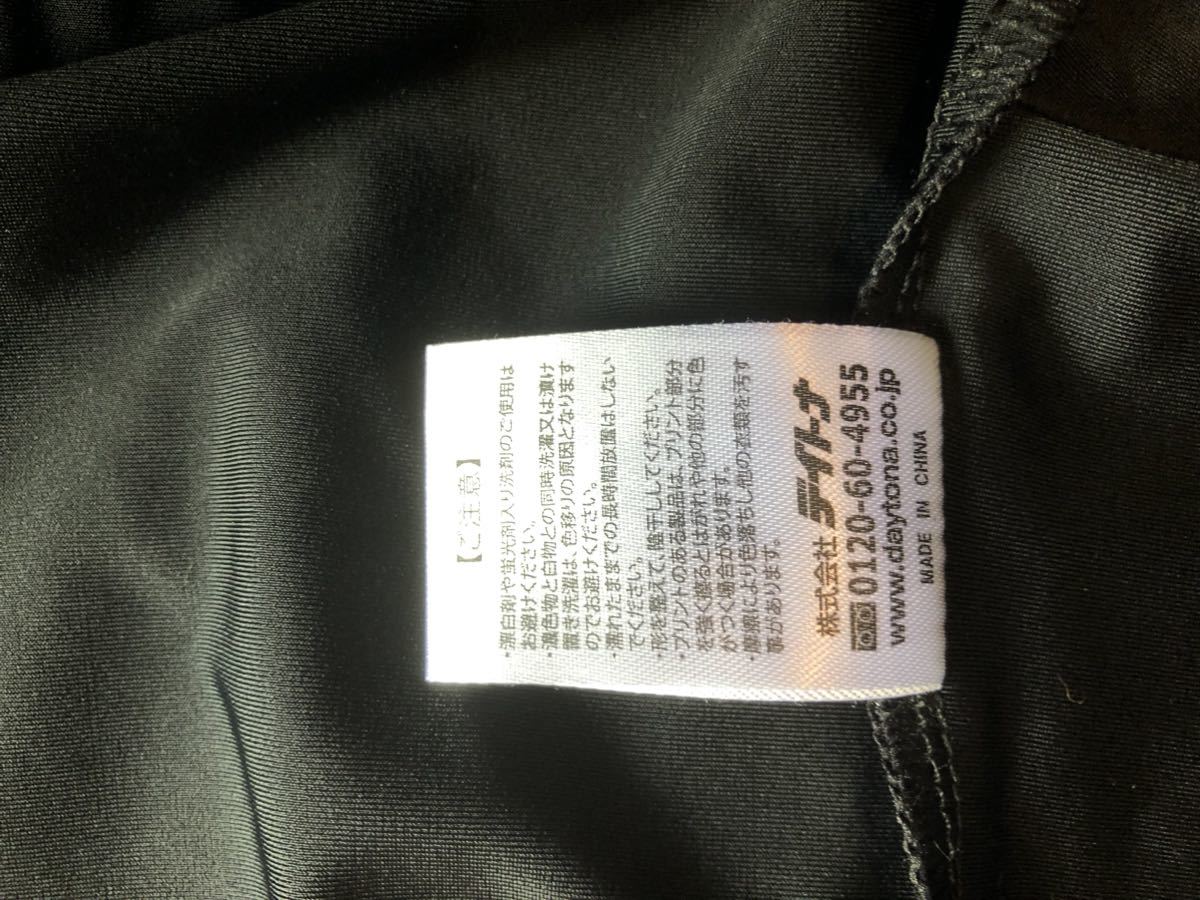 【ご注意】
・漂白剤や蛍光剤入り洗剤のご使用は
お避けください。
・濃色物と白物との同時洗濯又は漬け
置き洗濯は、色移りの原因となります
のでお避けください。
・濡れたままでの長時間放置はしない
でください。
・形を整えて、陰干ししてください。
・プリントのある製品は、プリント部分
を強く擦るとはがれや他の部分に色
がつく場合があります。
・摩擦により色落ちし他の衣類を汚す
事があります。
株式会社 デイトナ
0120-60-4955
www.daytona.co.jp
MADE IN CHINA